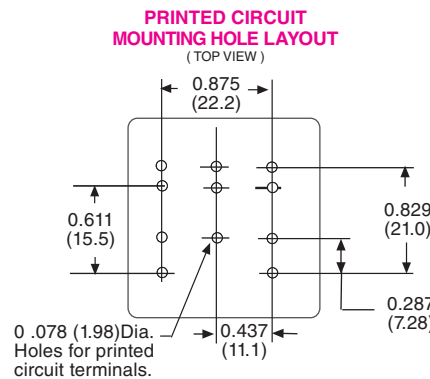 PRINTED CIRCUIT
MOUNTING HOLE LAYOUT
( TOP VIEW )
0.875
(22.2)
0.611
(15.5)
0.829
(21.0)
0.287
(7.28)
0 .078 (1.98)Dia.
Holes for printed
circuit terminals.
0.437
(11.1)